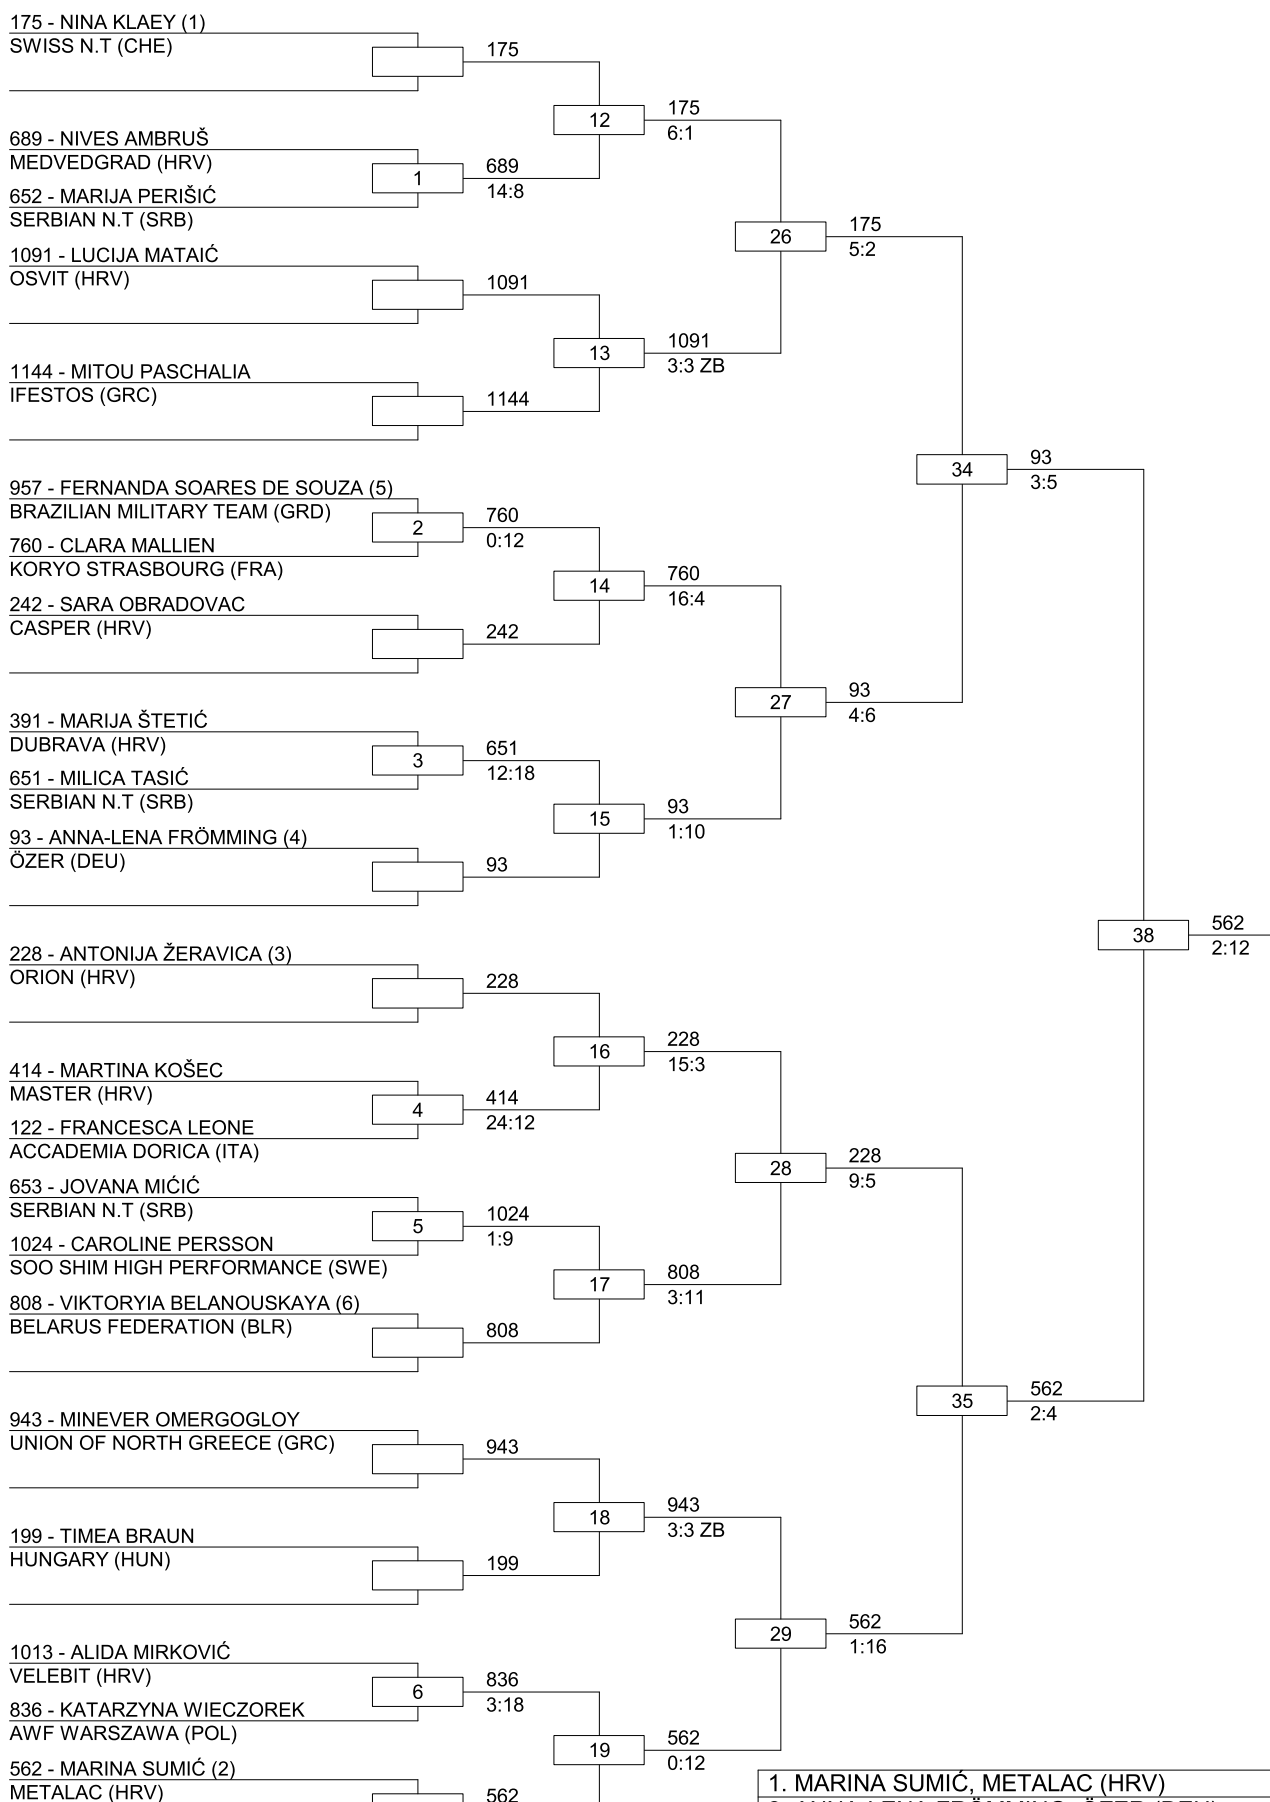 175 - NINA KLAEY (1)
SWISS N.T (CHE)
689 - NIVES AMBRUŠ
MEDVEDGRAD (HRV)
652 - MARIJA PERIŠIĆ
SERBIAN N.T (SRB)
1091 - LUCIJA MATAIĆ
OSVIT (HRV)
1144 - MITOU PASCHALIA
IFESTOS (GRC)
957 - FERNANDA SOARES DE SOUZA (5)
BRAZILIAN MILITARY TEAM (GRD)
760 - CLARA MALLIEN
KORYO STRASBOURG (FRA)
242 - SARA OBRADOVAC
CASPER (HRV)
391 - MARIJA ŠTETIĆ
DUBRAVA (HRV)
651 - MILICA TASIĆ
SERBIAN N.T (SRB)
93 - ANNA-LENA FRÖMMING (4)
ÖZER (DEU)
228 - ANTONIJA ŽERAVICA (3)
ORION (HRV)
414 - MARTINA KOŠEC
MASTER (HRV)
122 - FRANCESCA LEONE
ACCADEMIA DORICA (ITA)
653 - JOVANA MIĆIĆ
SERBIAN N.T (SRB)
1024 - CAROLINE PERSSON
SOO SHIM HIGH PERFORMANCE (SWE)
808 - VIKTORYIA BELANOUSKAYA (6)
BELARUS FEDERATION (BLR)
943 - MINEVER OMERGOGLOY
UNION OF NORTH GREECE (GRC)
199 - TIMEA BRAUN
HUNGARY (HUN)
1013 - ALIDA MIRKOVIĆ
VELEBIT (HRV)
836 - KATARZYNA WIECZOREK
AWF WARSZAWA (POL)
562 - MARINA SUMIĆ (2)
METALAC (HRV)
1
2
3
4
5
6
175
689
14:8
1091
1144
760
0:12
242
651
12:18
93
228
414
24:12
1024
1:9
808
943
199
836
3:18
562
12
13
14
15
16
17
18
19
175
6:1
1091
3:3 ZB
760
16:4
93
1:10
228
15:3
808
3:11
943
3:3 ZB
562
0:12
26
27
28
29
175
5:2
93
4:6
228
9:5
562
1:16
34
35
93
3:5
562
2:4
38
562
2:12
1. MARINA SUMIĆ, METALAC (HRV)